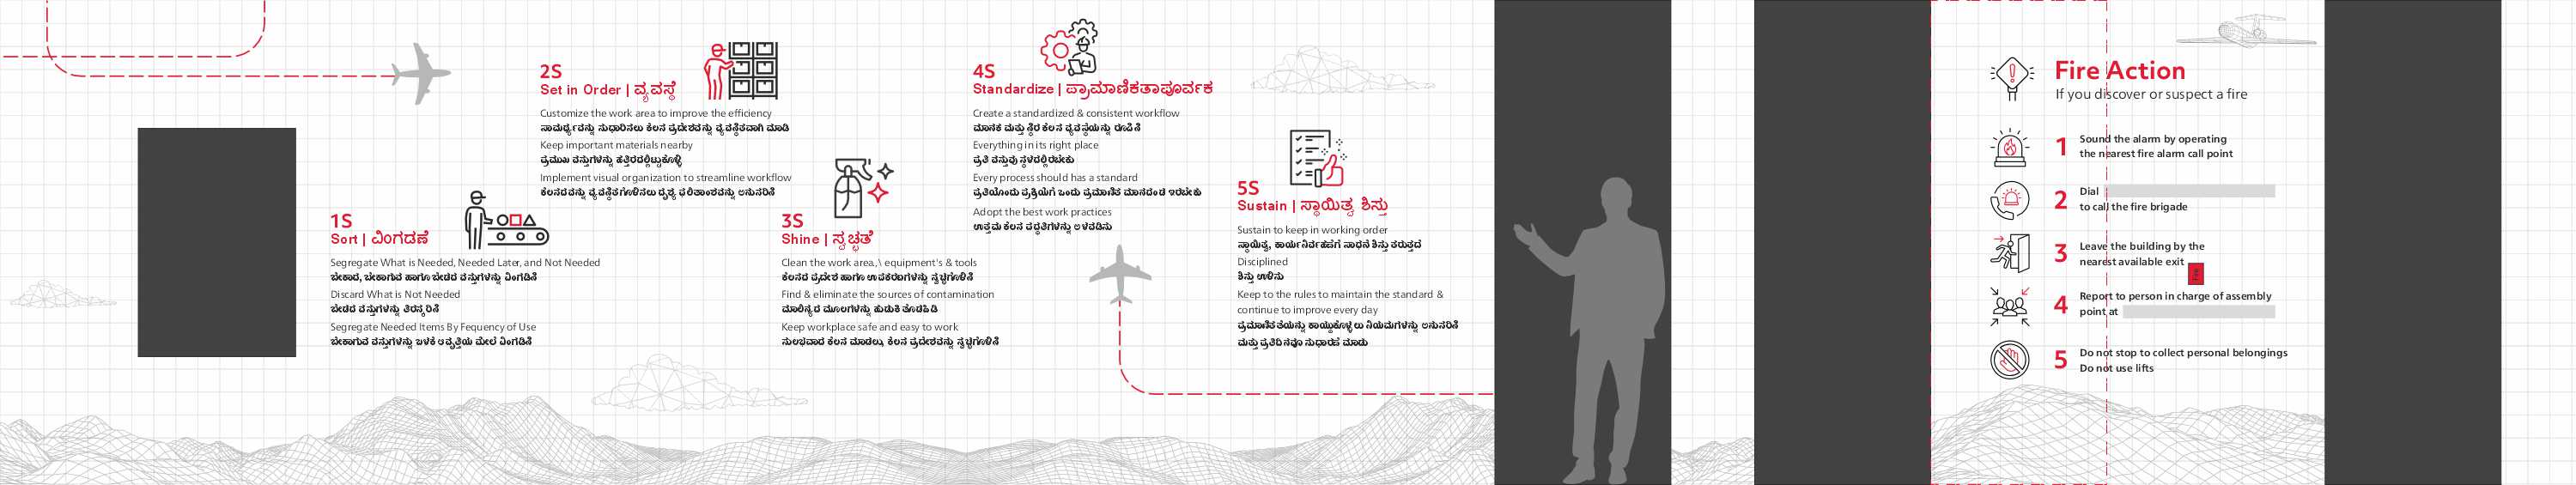 1S
Sort | ವಿಂಗಡಣೆ
Segregate What is Needed, Needed Later, and Not Needed
ಬೇಕಾದ, ಬೇಕಾಗುವ ಹಾಗೂ ಬೇಡದ ವಸ್ತುಗಳನ್ನು ವಿಂಗಡಿಸಿ
Discard What is Not Needed
ಬೇಡದ ವಸ್ತುಗಳನ್ನು ತಿರಸ್ಕರಿಸಿ
Segregate Needed Items By Fequency of Use
ಬೇಕಾಗುವ ವಸ್ತುಗಳನ್ನು ಬಳಕೆ ಆವೃತ್ತಿಯ ಮೇಲೆ ವಿಂಗಡಿಸಿ
2S
Set in Order | ವ್ಯವಸ್ಥೆ
Customize the work area to improve the efficiency
ಸಾಮರ್ಥ್ಯವನ್ನು ಸುಧಾರಿಸಲು ಕೆಲಸ ಪ್ರದೇಶವನ್ನು ವ್ಯವಸ್ಥಿತವಾಗಿ ಮಾಡಿ
Keep important materials nearby
ಪ್ರಮುಖ ವಸ್ತುಗಳನ್ನು ಹತ್ತಿರದಲ್ಲಿಟ್ಟುಕೊಳ್ಳಿ
Implement visual organization to streamline workflow
ಕೆಲಸದವನ್ನು ವ್ಯವಸ್ಥಿತಗೊಳಿಸಲು ದೃಶ್ಯ ಫಲಿತಾಂಶವನ್ನು ಅನುಸರಿಸಿ
3S
Shine | ಸ್ವಚ್ಛತೆ
Clean the work area,\ equipment's & tools
ಕೆಲಸದ ಪ್ರದೇಶ ಹಾಗೂ ಉಪಕರಣಗಳನ್ನು ಸ್ವಚ್ಛಗೊಳಿಸಿ
Find & eliminate the sources of contamination
ಮಾಲಿನ್ಯದ ಮೂಲಗಳನ್ನು ಹುಡುಕಿ ತೊಡೆದಿಡಿ
Keep workplace safe and easy to work
ಸುಲಭವಾದ ಕೆಲಸ ಮಾಡಲು, ಕೆಲಸ ಪ್ರದೇಶವನ್ನು ಸ್ವಚ್ಛಗೊಳಿಸಿ
4S
Standardize | ಪ್ರಾಮಾಣಿಕತಾಪೂರ್ವಕ
Create a standardized & consistent workflow
ಮಾನಕ ಮತ್ತು ಸ್ಥಿರ ಕೆಲಸ ವ್ಯವಸ್ಥೆಯನ್ನು ರೂಪಿಸಿ
Everything in its right place
ಪ್ರತಿ ವಸ್ತುವು ಸ್ಥಳದಲ್ಲಿರಬೇಕು
Every process should has a standard
ಪ್ರತಿಯೊಂದು ಪ್ರಕ್ರಿಯೆಗೆ ಒಂದು ಪ್ರಮಾಣಿತ ಮಾನದಂಡ ಇರಬೇಕು
Adopt the best work practices
ಉತ್ತಮ ಕೆಲಸ ಪದ್ಧತಿಗಳನ್ನು ಅಳವಡಿಸು
5S
Sustain | ಸ್ಥಾಯಿತ್ವ ಶಿಸ್ತು
Sustain to keep in working order
ಸ್ಥಾಯಿತ್ವ, ಕಾರ್ಯನಿರ್ವಹಣೆಗೆ ಸಾಧನೆ ಶಿಸ್ತು ತರುತ್ತದೆ
Disciplined
ಶಿಸ್ತು ಉಳಿಸು
Keep to the rules to maintain the standard &
continue to improve every day
ಪ್ರಮಾಣಿತತೆಯನ್ನು ಕಾಯ್ದುಕೊಳ್ಳಲು ನಿಯಮಗಳನ್ನು ಅನುಸರಿಸಿ
ಮತ್ತು ಪ್ರತಿದಿನವೂ ಸುಧಾರಣೆ ಮಾಡು
Fire Action
If you discover or suspect a fire
1 Sound the alarm by operating
the nearest fire alarm call point
2 Dial
to call the fire brigade
3 Leave the building by the
nearest available exit
4 Report to person in charge of assembly
point at
5 Do not stop to collect personal belongings
Do not use lifts